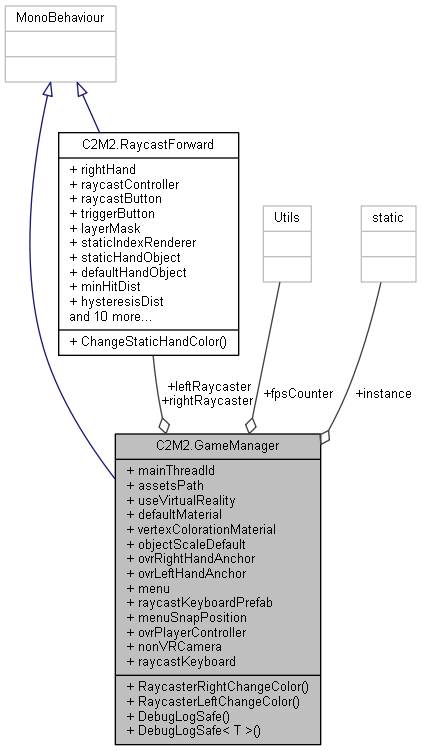 MonoBehaviour
C2M2.RaycastForward
+ rightHand
+ raycastController
+ raycastButton
+ triggerButton
+ layerMask
+ staticIndexRenderer
+ staticHandObject
+ defaultHandObject
+ minHitDist
+ hysteresisDist
and 10 more...
+ ChangeStaticHandColor()
Utils
static
+leftRaycaster
+rightRaycaster
+fpsCounter
+instance
C2M2.GameManager
+ mainThreadId
+ assetsPath
+ useVirtualReality
+ defaultMaterial
+ vertexColorationMaterial
+ objectScaleDefault
+ ovrRightHandAnchor
+ ovrLeftHandAnchor
+ menu
+ raycastKeyboardPrefab
+ menuSnapPosition
+ ovrPlayerController
+ nonVRCamera
+ raycastKeyboard
+ RaycasterRightChangeColor()
+ RaycasterLeftChangeColor()
+ DebugLogSafe()
+ DebugLogSafe< T >()